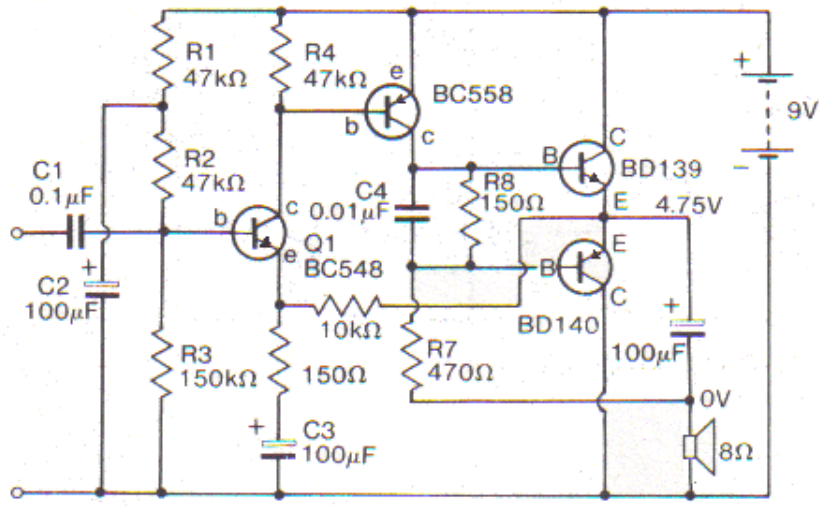 R1
47kΩ
R4
47kΩ
e
BC558
b
c
+
9V
-
R2
47kΩ
C1
0.1µF
b
c
Q1
e
BC548
C4
0.01µF
R8
150Ω
B
C
BD139
E
4.75V
E
B
C
BD140
+
C2
100µF
10kΩ
R3
150kΩ
150Ω
R7
470Ω
+
100µF
0V
+
C3
100µF
8Ω